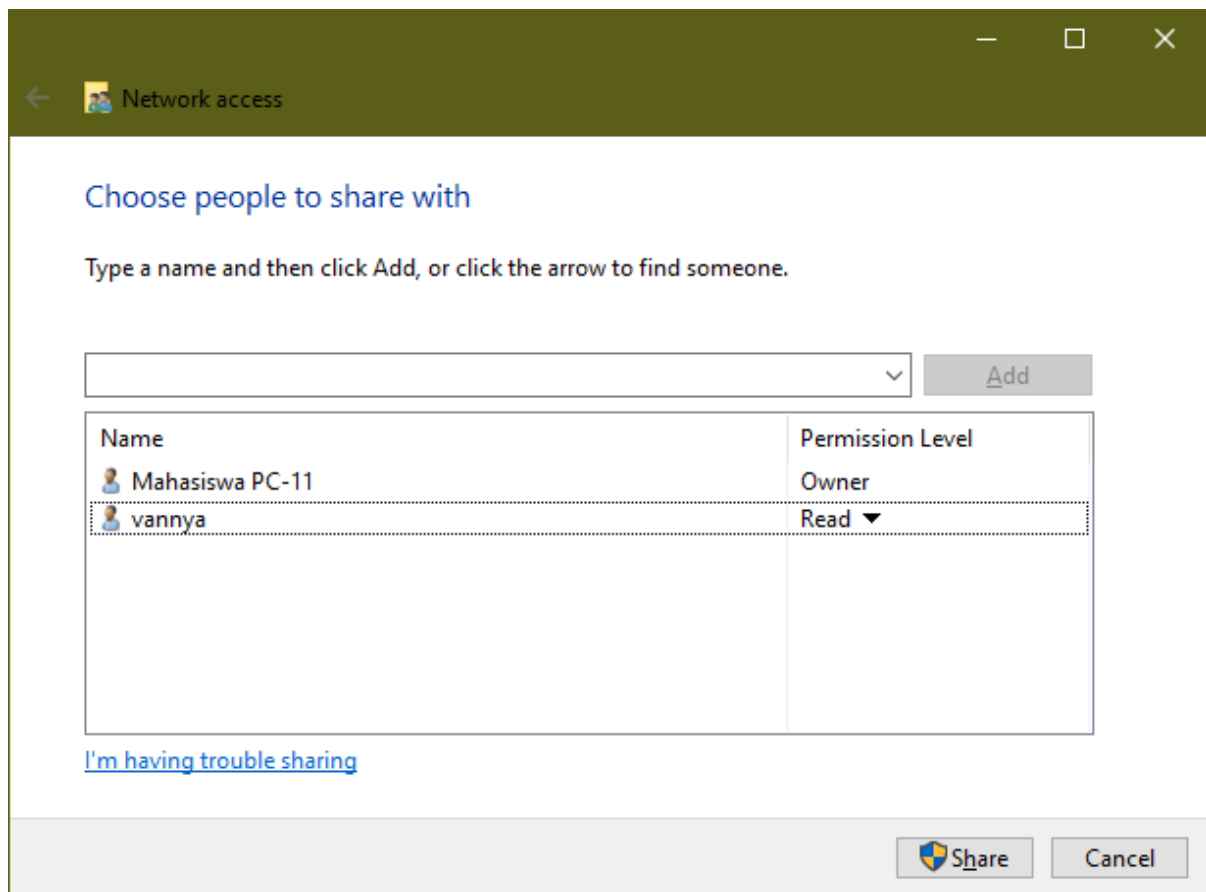 Network access
Choose people to share with
Type a name and then click Add, or click the arrow to find someone.
Add
Name Permission Level
Mahasiswa PC-11 Owner
vannya Read
I'm having trouble sharing
Share Cancel